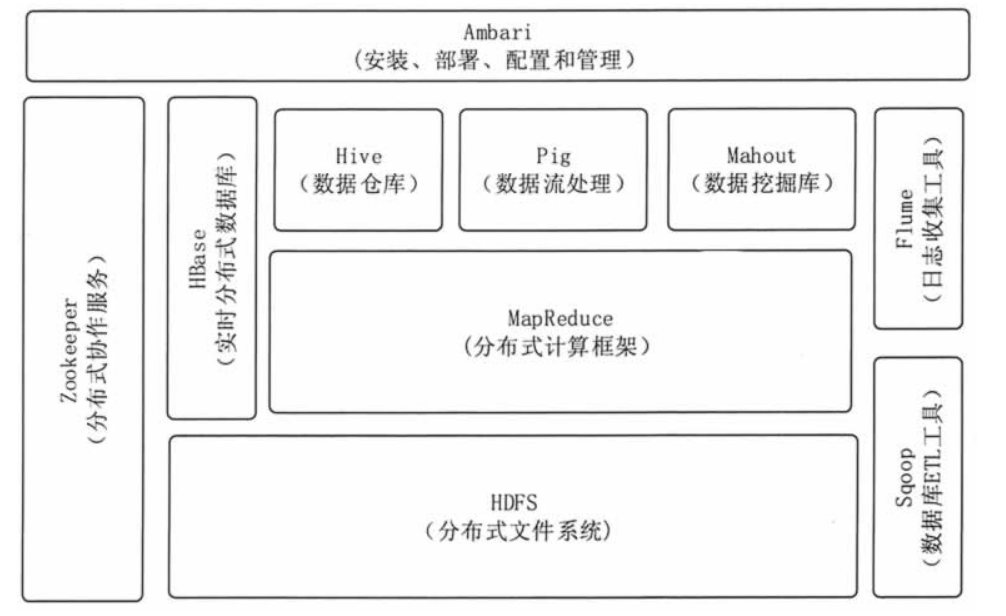 Ambari
(安装、部署、配置和管理）
Zookeeper
（分布式协作服务）
HBase
（实时分布式数据库）
Hive
（数据仓库）
Pig
（数据流处理）
Mahout
（数据挖掘库）
Flume
（日志收集工具）
MapReduce
(分布式计算框架）
Sqoop
（数据库ETL工具）
HDFS
（分布式文件系统)